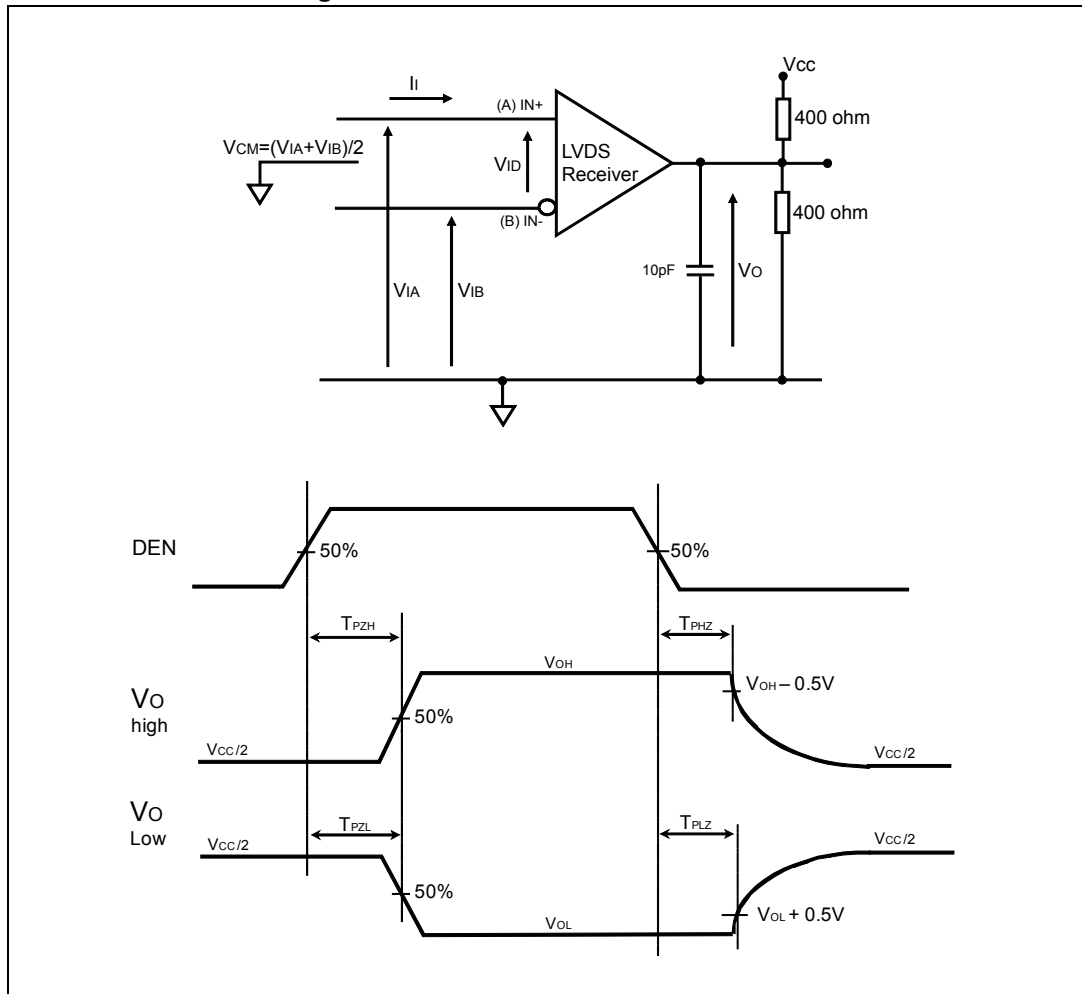 Vcc
II
(A) IN+
400 ohm
VCM=(VIA+VIB)/2
VID
LVDS
Receiver
400 ohm
(B) IN-
10pF
VO
VIA
VIB
DEN
50%
50%
TPZH
TPHZ
VOH
VOH – 0.5V
VO
high
50%
VCC/2
VCC/2
VO
Low
TPZL
TPLZ
VCC/2
VCC/2
50%
VOL
VOL + 0.5V